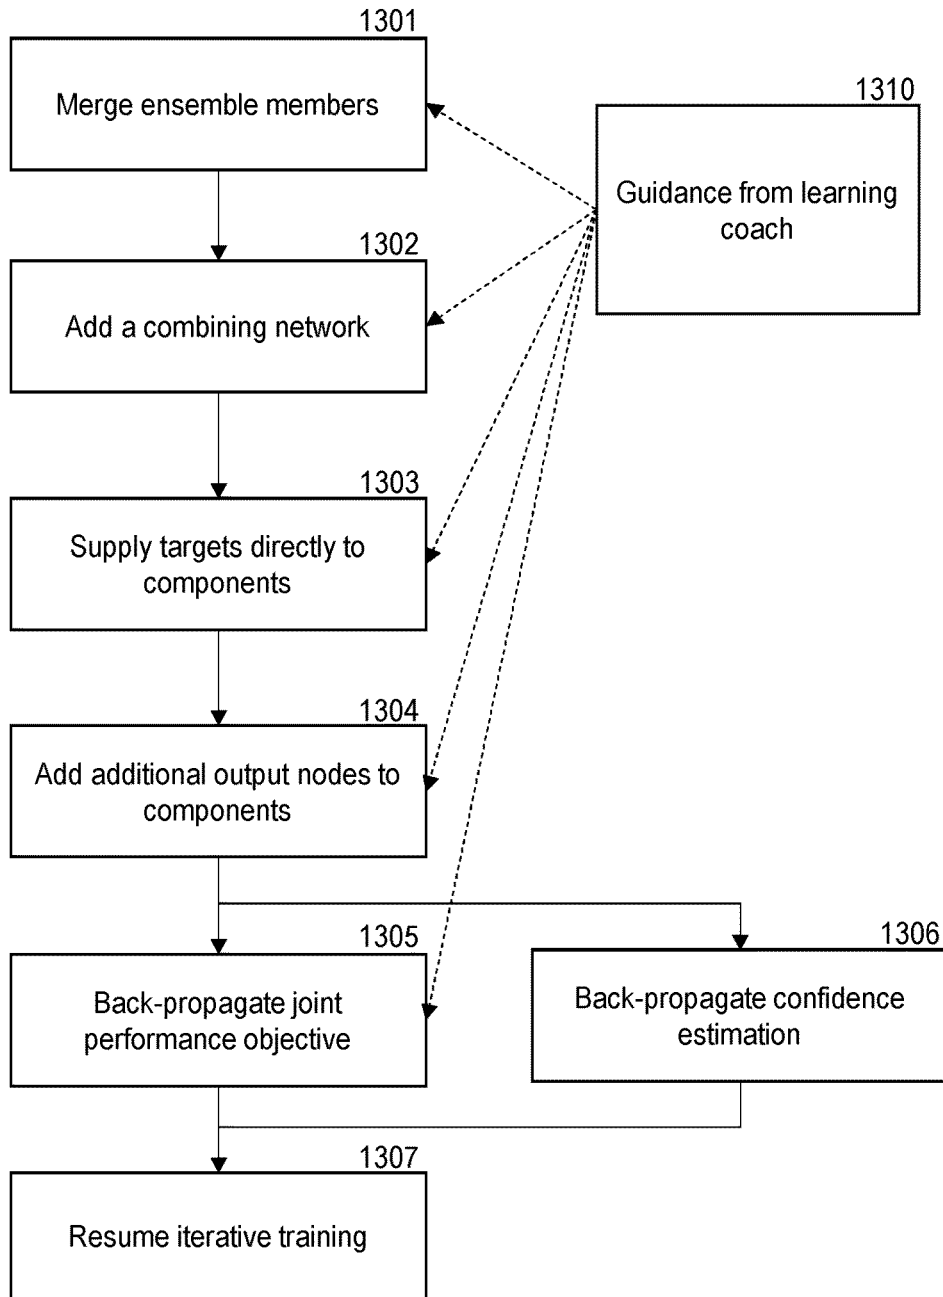 1301
Merge ensemble members
1310
Guidance from learning
coach
1302
Add a combining network
1303
Supply targets directly to
components
1304
Add additional output nodes to
components
1305
Back-propagate joint
performance objective
1306
Back-propagate confidence
estimation
1307
Resume iterative training